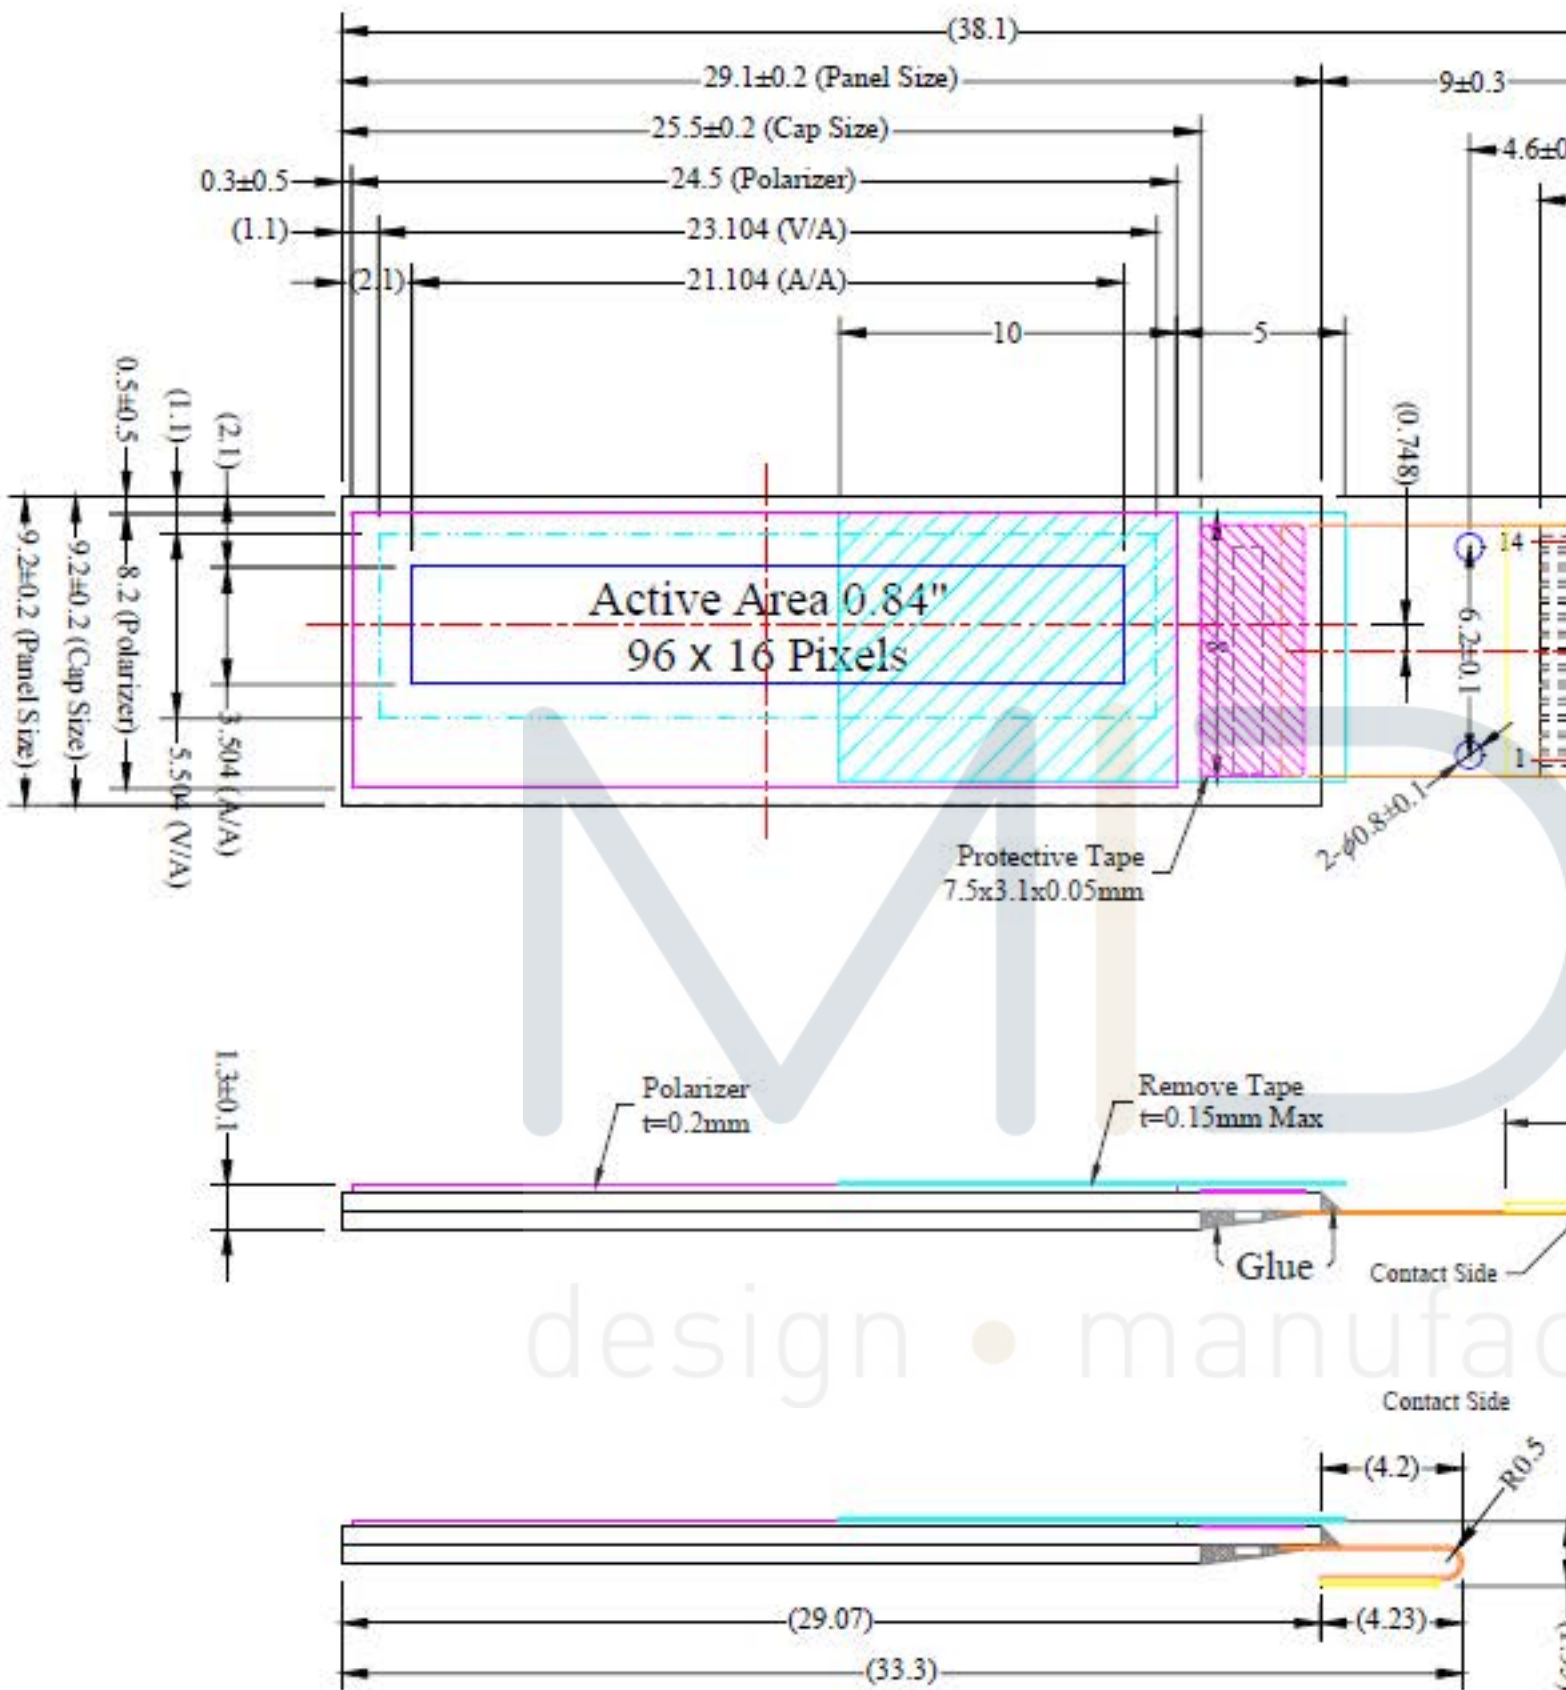 (38.1)
29.1±0.2 (Panel Size)
9±0.3
25.5±0.2 (Cap Size)
4.6±0
0.3±0.5
24.5 (Polarizer)
(1.1)
23.104 (V/A)
(2.1)
21.104 (A/A)
10
5
0.5±0.5
(1.1)
(2.1)
(0.748)
9.2±0.2 (Panel Size)
9.2±0.2 (Cap Size)
8.2 (Polarizer)
5.504 (V/A)
3.504 (A/A)
Active Area 0.84"
96 x 16 Pixels
8
14
6.2±0.1
1
2-ϕ0.8±0.1
Protective Tape
7.5x3.1x0.05mm
MD
1.3±0.1
Polarizer
t=0.2mm
Remove Tape
t=0.15mm Max
Glue
Contact Side
design • manufac
Contact Side
(4.2)
R0.5
(29.07)
(4.23)
(33.3)